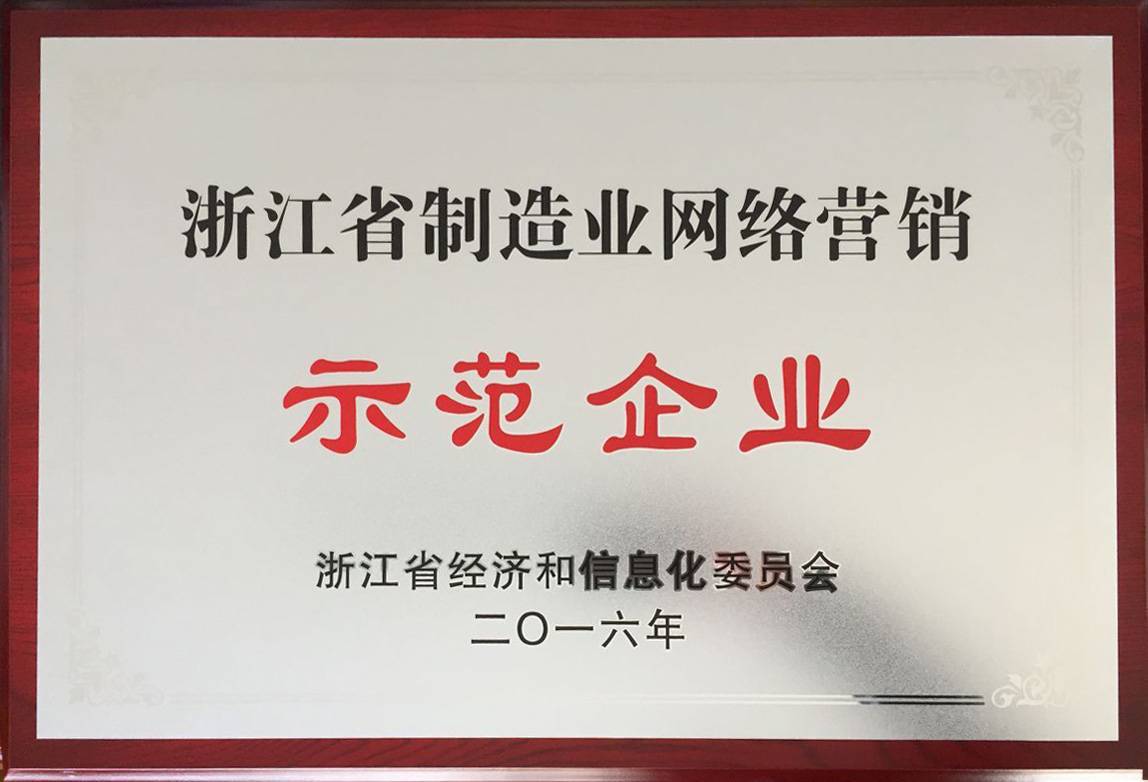 浙江省制造业网络营销
示范企业
浙江省经济和信息化委员会
二〇一六年